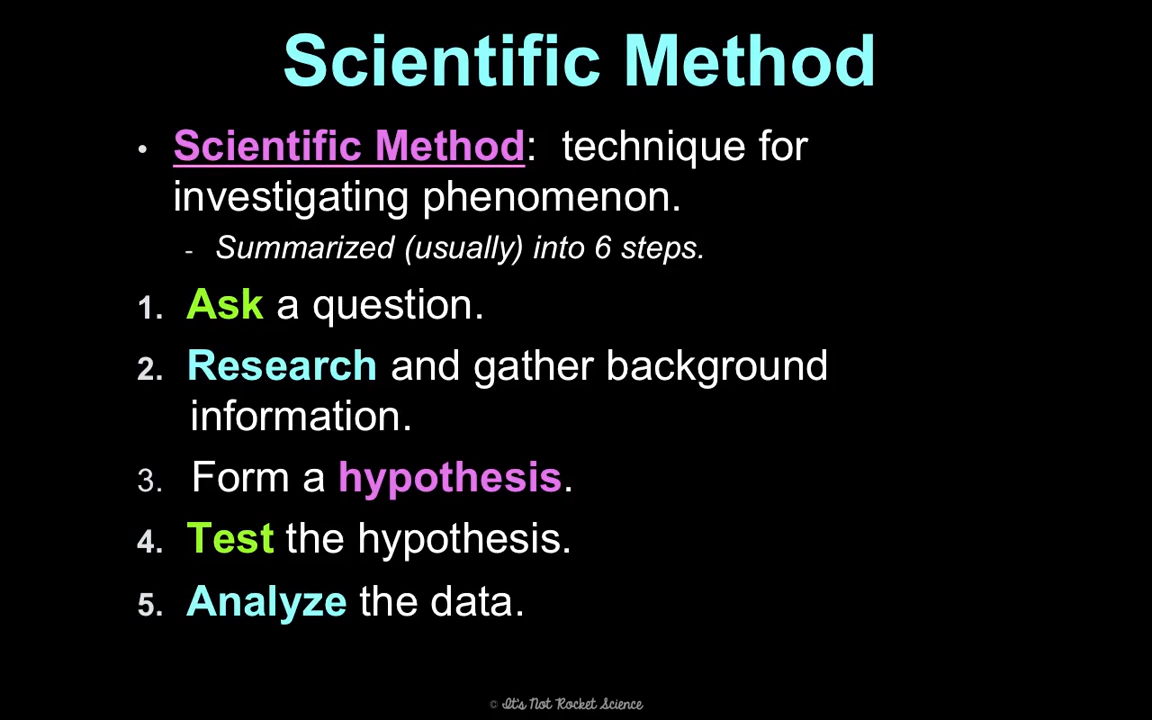 Scientific Method
• Scientific Method: technique for
investigating phenomenon.
- Summarized (usually) into 6 steps.
1. Ask a question.
2. Research and gather background
information.
3. Form a hypothesis.
4. Test the hypothesis.
5. Analyze the data.
© It's Not Rocket Science